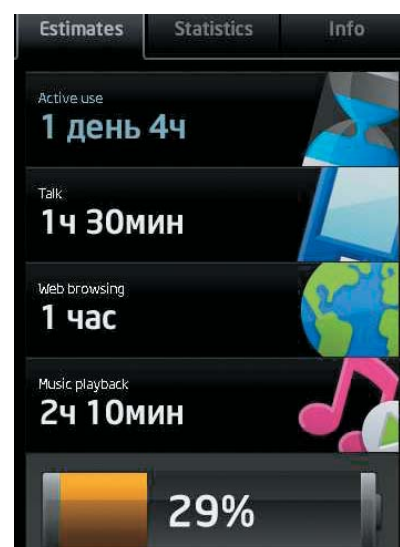 Estimates Statistics Info
Active use
1 день 4ч
Talk
1ч 30мин
Web browsing
1 час
Music playback
2ч 10мин
29%